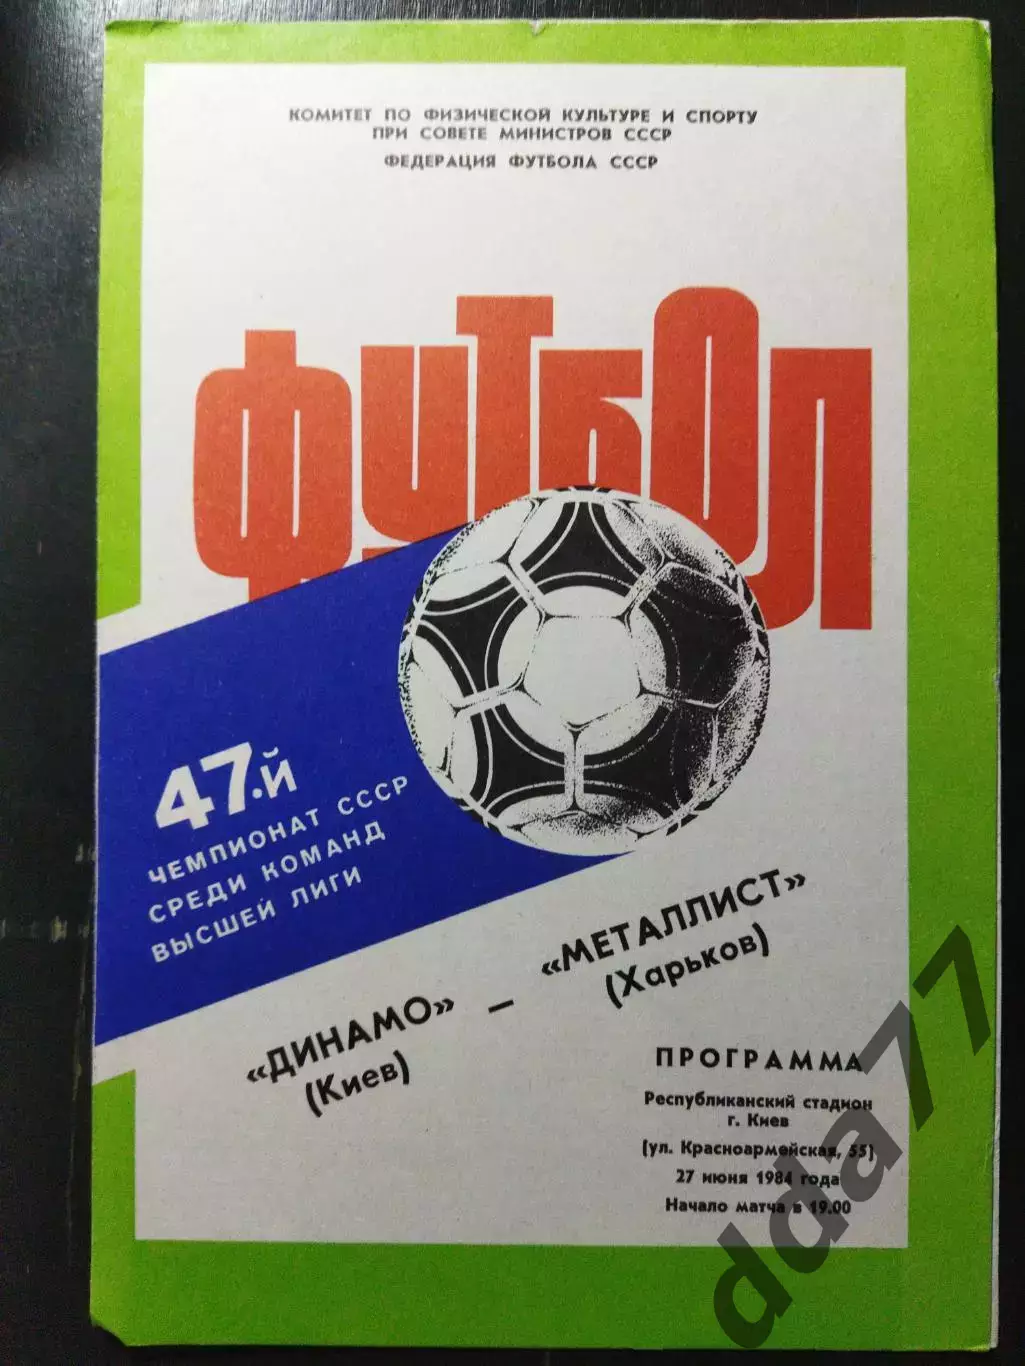 КОМИТЕТ ПО ФИЗИЧЕСКОЙ КУЛЬТУРЕ И СПОРТУ
ПРИ СОВЕТЕ МИНИСТРОВ СССР
ФЕДЕРАЦИЯ ФУТБОЛА СССР
ФУТБОЛ
47-й
ЧЕМПИОНАТ СССР
СРЕДИ КОМАНД
ВЫСШЕЙ ЛИГИ
«ДИНАМО» – «МЕТАЛЛИСТ»
(Киев) (Харьков)
ПРОГРАММА
Республиканский стадион
г. Киев
(ул. Красноармейская, 55)
27 июня 1984 года
Начало матча в 19.00
dda77